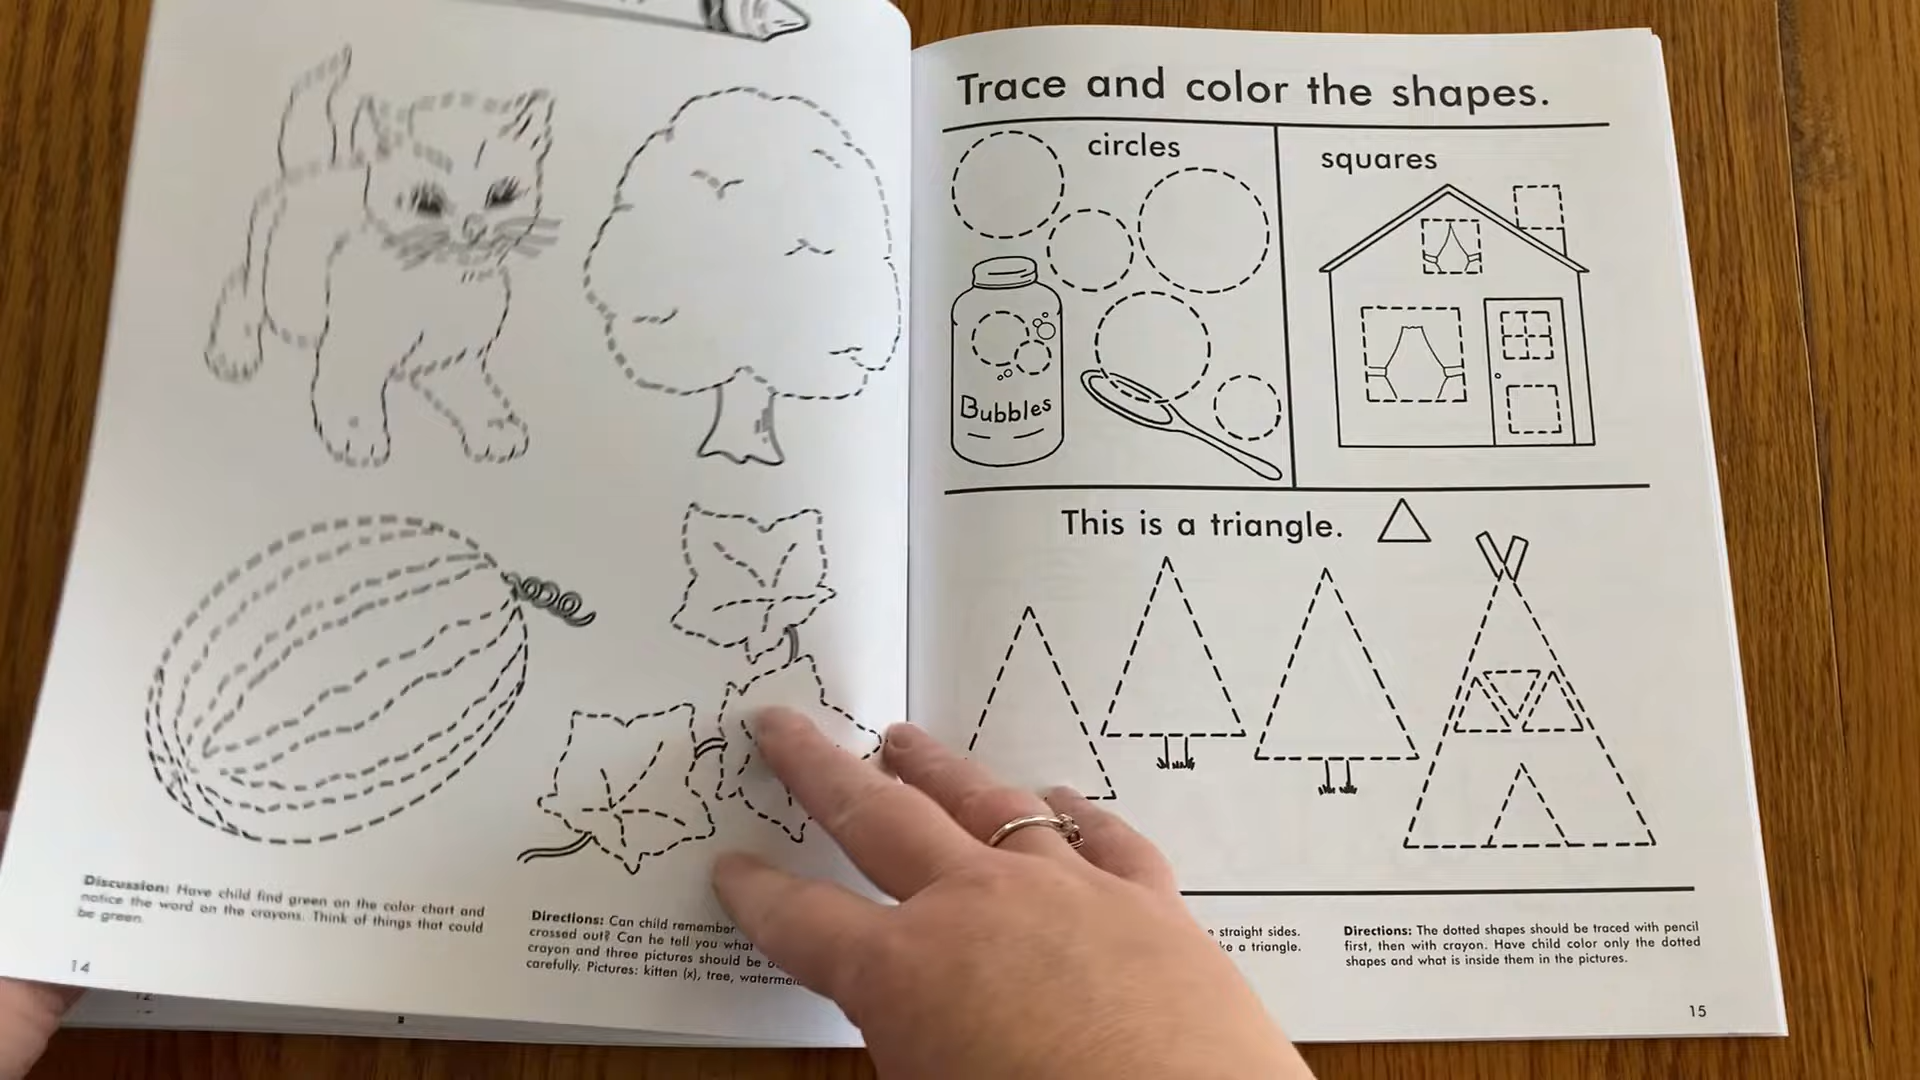 Discussion: Have child find green on the color chart and
notice the word on the crayons. Think of things that could
be green.
Directions: Can child remember
crossed out? Can he tell you what
crayon and three pictures should be
carefully. Pictures: kitten (x), tree,
14
Trace and color the shapes.
circles
Bubbles
squares
This is a triangle.
straight sides.
a triangle.
Directions: The dotted shapes should be traced with pencil
first, then with crayon. Have child color only the dotted
shapes and what is inside them in the pictures.
15